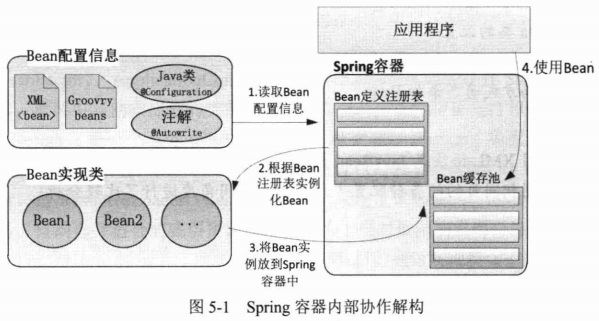 应用程序
Bean配置信息
XML
<bean>
Groovry
beans
Java类
@Configuration
注解
@Autowrite
1.读取Bean
配置信息
Spring容器
4.使用Bean
Bean定义注册表
2.根据Bean
注册表实例
化Bean
Bean缓存池
Bean实现类
Bean1
Bean2
...
3.将Bean实
例放到Spring
容器中
图 5-1 Spring 容器内部协作解构